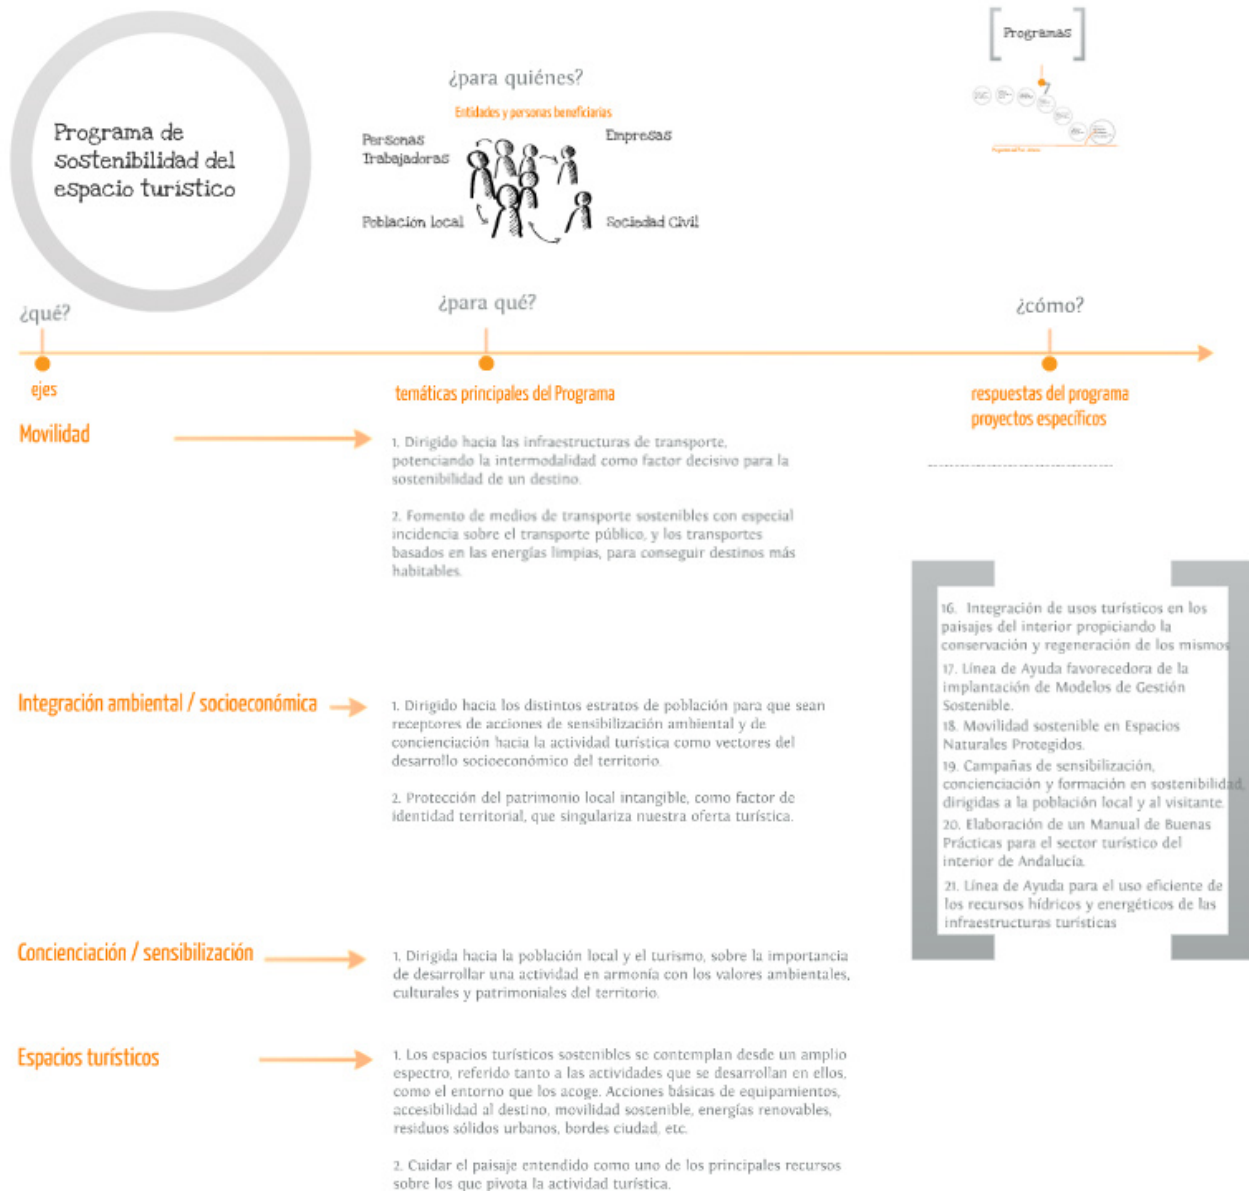 Programa de
sostenibilidad del
espacio turístico
¿para quiénes?
Entidades y personas beneficiarias
Personas
Trabajadoras
Empresas
Población local
Sociedad Civil
Programas
¿qué?
¿para qué?
¿cómo?
ejes
temáticas principales del Programa
respuestas del programa
proyectos específicos
Movilidad
1. Dirigido hacia las infraestructuras de transporte,
potenciando la intermodalidad como factor decisivo para la
sostenibilidad de un destino.
2. Fomento de medios de transporte sostenibles con especial
incidencia sobre el transporte público, y los transportes
basados en las energías limpias, para conseguir destinos más
habitables.
Integración ambiental / socioeconómica
1. Dirigido hacia los distintos estratos de población para que sean
receptores de acciones de sensibilización ambiental y de
concienciación hacia la actividad turística como vectores del
desarrollo socioeconómico del territorio.
2. Protección del patrimonio local intangible, como factor de
identidad territorial, que singulariza nuestra oferta turística.
Concienciación / sensibilización
1. Dirigida hacia la población local y el turismo, sobre la importancia
de desarrollar una actividad en armonía con los valores ambientales,
culturales y patrimoniales del territorio.
Espacios turísticos
1. Los espacios turísticos sostenibles se contemplan desde un amplio
espectro, referido tanto a las actividades que se desarrollan en ellos,
como el entorno que los acoge. Acciones básicas de equipamientos,
accesibilidad al destino, movilidad sostenible, energías renovables,
residuos sólidos urbanos, bordes ciudad, etc.
2. Cuidar el paisaje entendido como uno de los principales recursos
sobre los que pivota la actividad turística.
16. Integración de usos turísticos en los
paisajes del interior propiciando la
conservación y regeneración de los mismos
17. Línea de Ayuda favorecedora de la
implantación de Modelos de Gestión
Sostenible.
18. Movilidad sostenible en Espacios
Naturales Protegidos.
19. Campañas de sensibilización,
concienciación y formación en sostenibilidad,
dirigidas a la población local y al visitante.
20. Elaboración de un Manual de Buenas
Prácticas para el sector turístico del
interior de Andalucía.
21. Línea de Ayuda para el uso eficiente de
los recursos hídricos y energéticos de las
infraestructuras turísticas